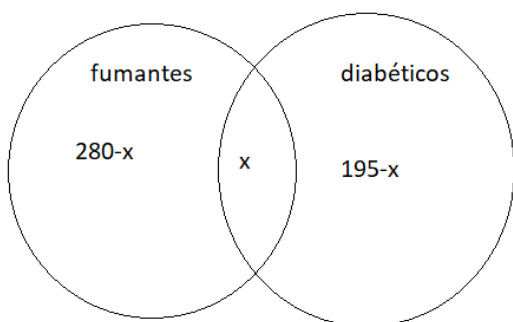 fumantes
diabéticos
280-x
x
195-x